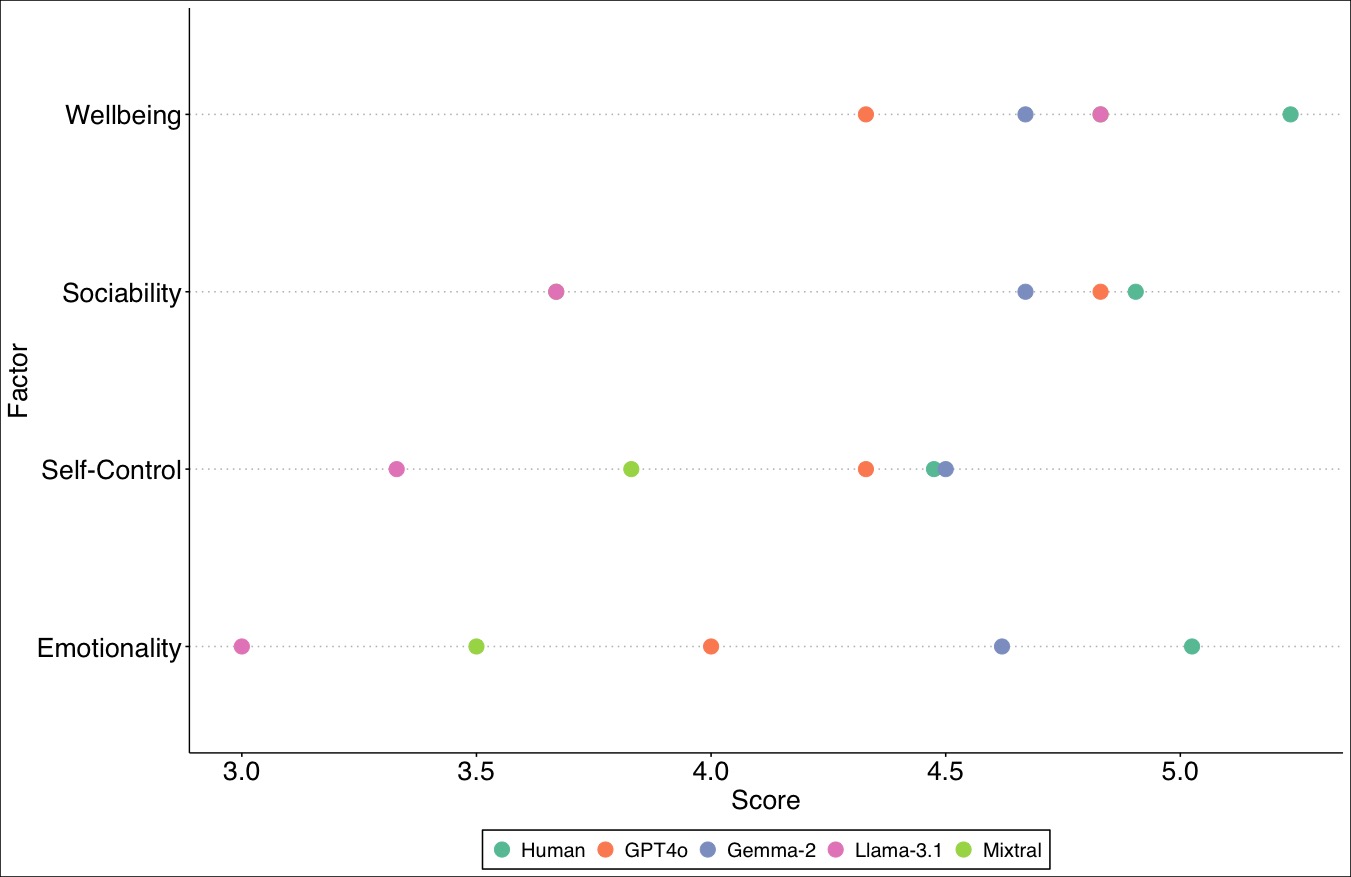 Wellbeing
Sociability
Self-Control
Emotionality
Factor
3.0 3.5 4.0 4.5 5.0
Score
Human GPT4o Gemma-2 Llama-3.1 Mixtral